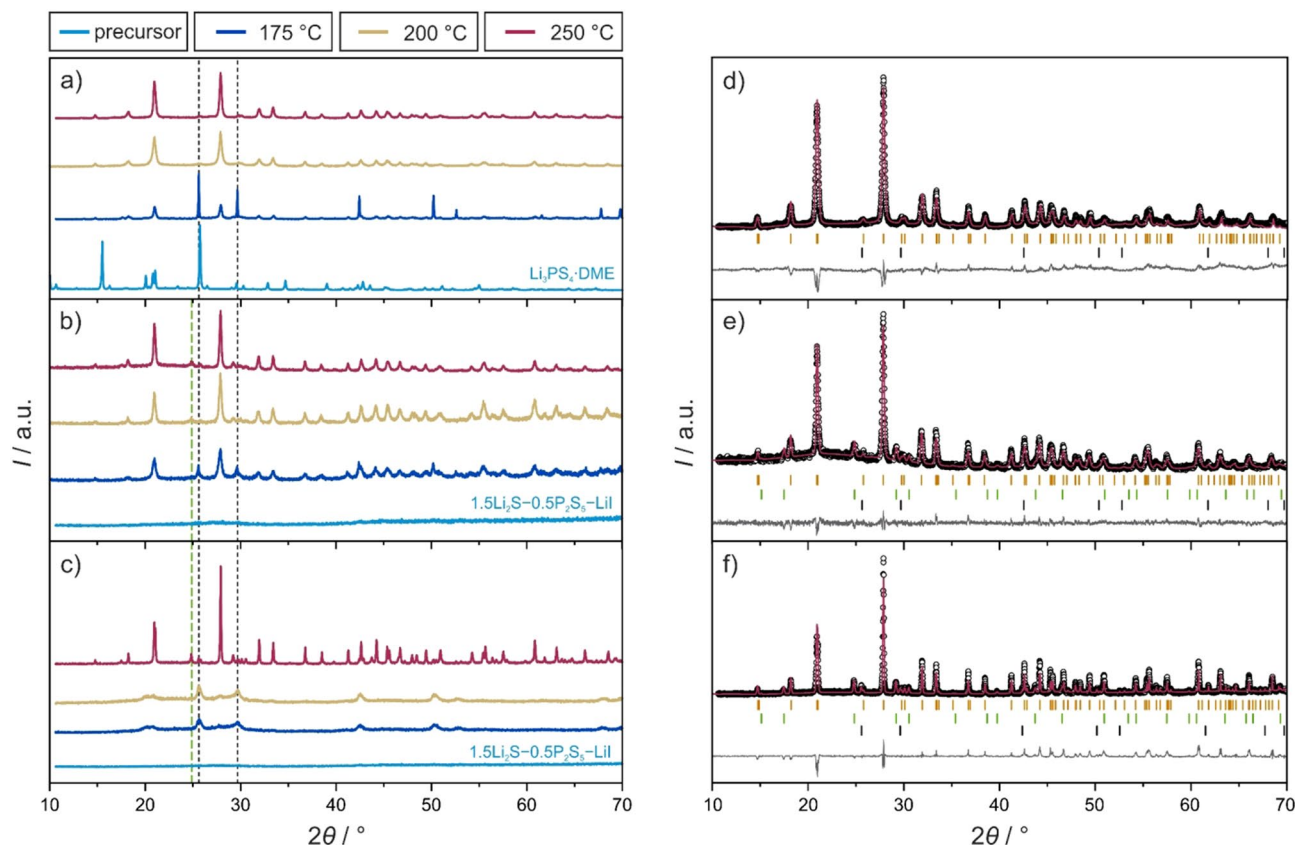 precursor 175 °C 200 °C 250 °C
a)
Li₃PS₄·DME
b)
1.5Li₂S−0.5P₂S₅−LiI
c)
1.5Li₂S−0.5P₂S₅−LiI
I / a.u.
10 20 30 40 50 60 70
2θ / °
d)
e)
f)
I / a.u.
10 20 30 40 50 60 70
2θ / °